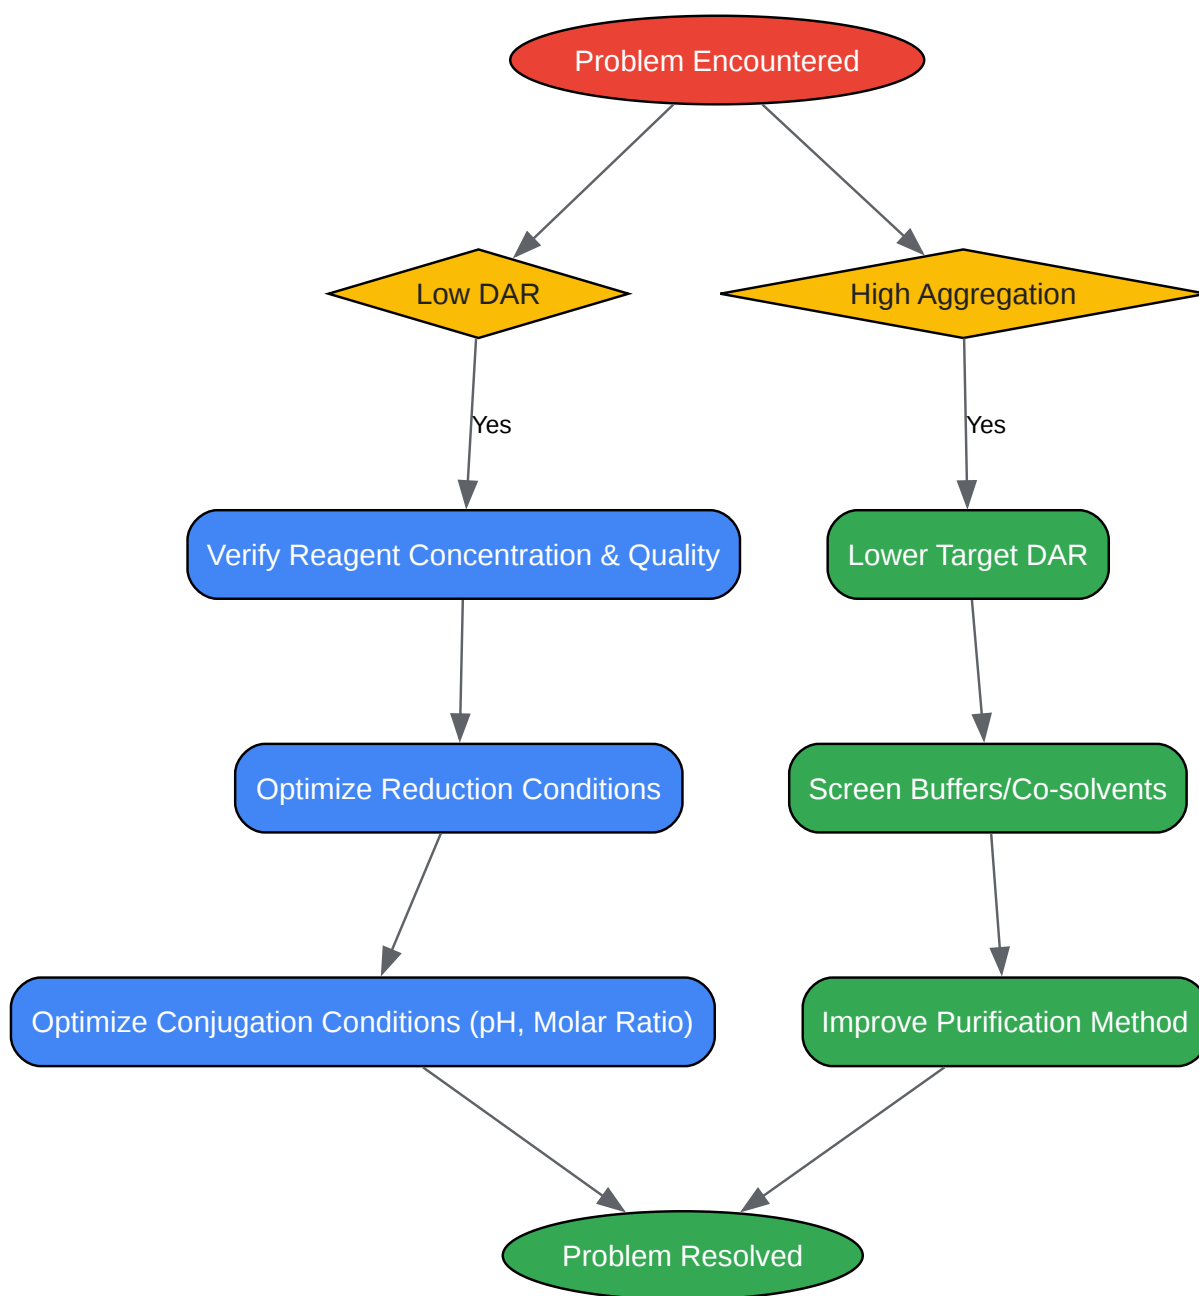 Problem Encountered
Low DAR
High Aggregation
Yes
Yes
Verify Reagent Concentration & Quality
Lower Target DAR
Optimize Reduction Conditions
Screen Buffers/Co-solvents
Optimize Conjugation Conditions (pH, Molar Ratio)
Improve Purification Method
Problem Resolved